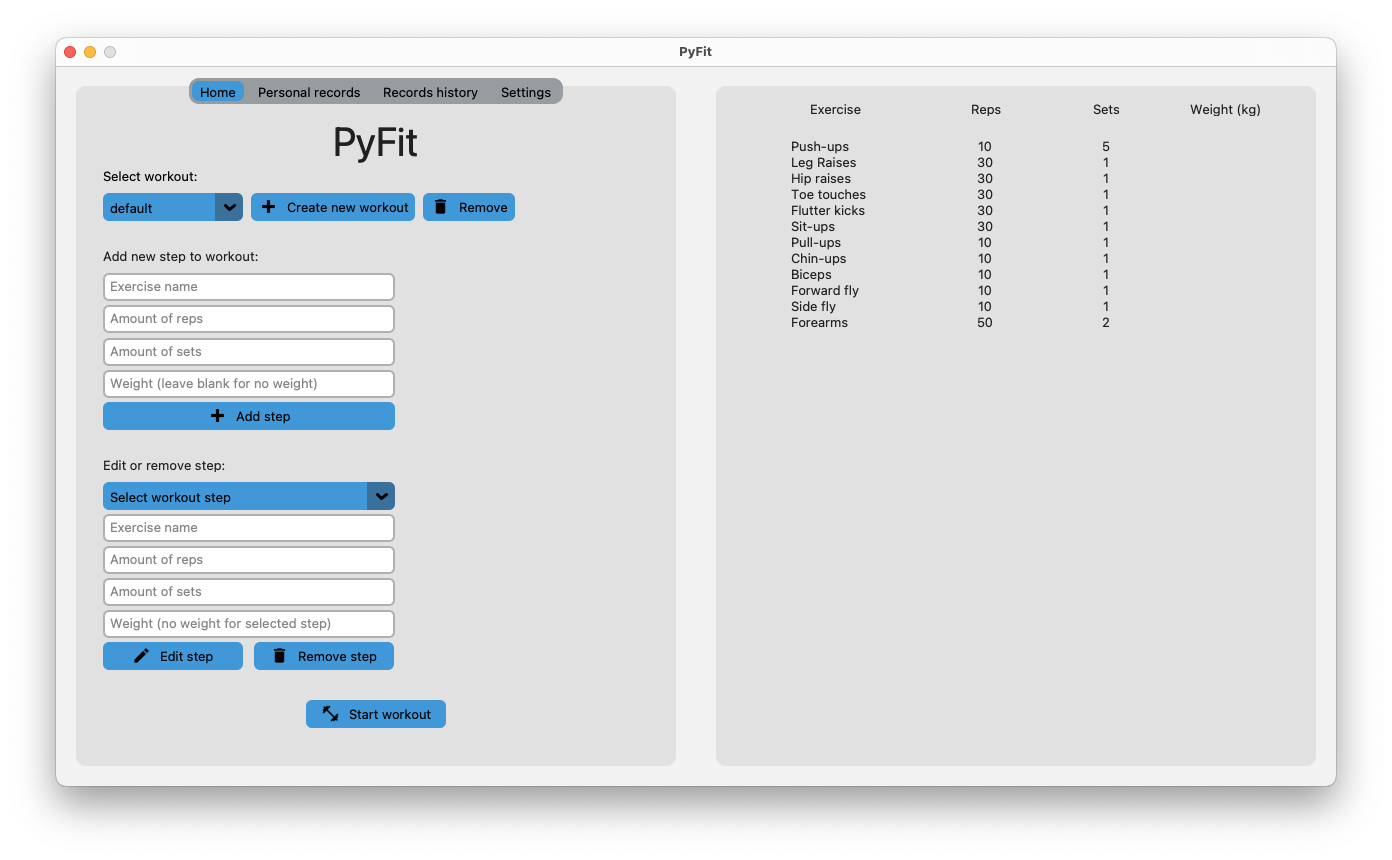 PyFit
Home Personal records Records history Settings
PyFit
Select workout:
default Create new workout Remove
Add new step to workout:
Exercise name
Amount of reps
Amount of sets
Weight (leave blank for no weight)
Add step
Edit or remove step:
Select workout step
Exercise name
Amount of reps
Amount of sets
Weight (no weight for selected step)
Edit step Remove step
Start workout
Exercise Reps Sets Weight (kg)
Push-ups 10 5
Leg Raises 30 1
Hip raises 30 1
Toe touches 30 1
Flutter kicks 30 1
Sit-ups 30 1
Pull-ups 10 1
Chin-ups 10 1
Biceps 10 1
Forward fly 10 1
Side fly 10 1
Forearms 50 2